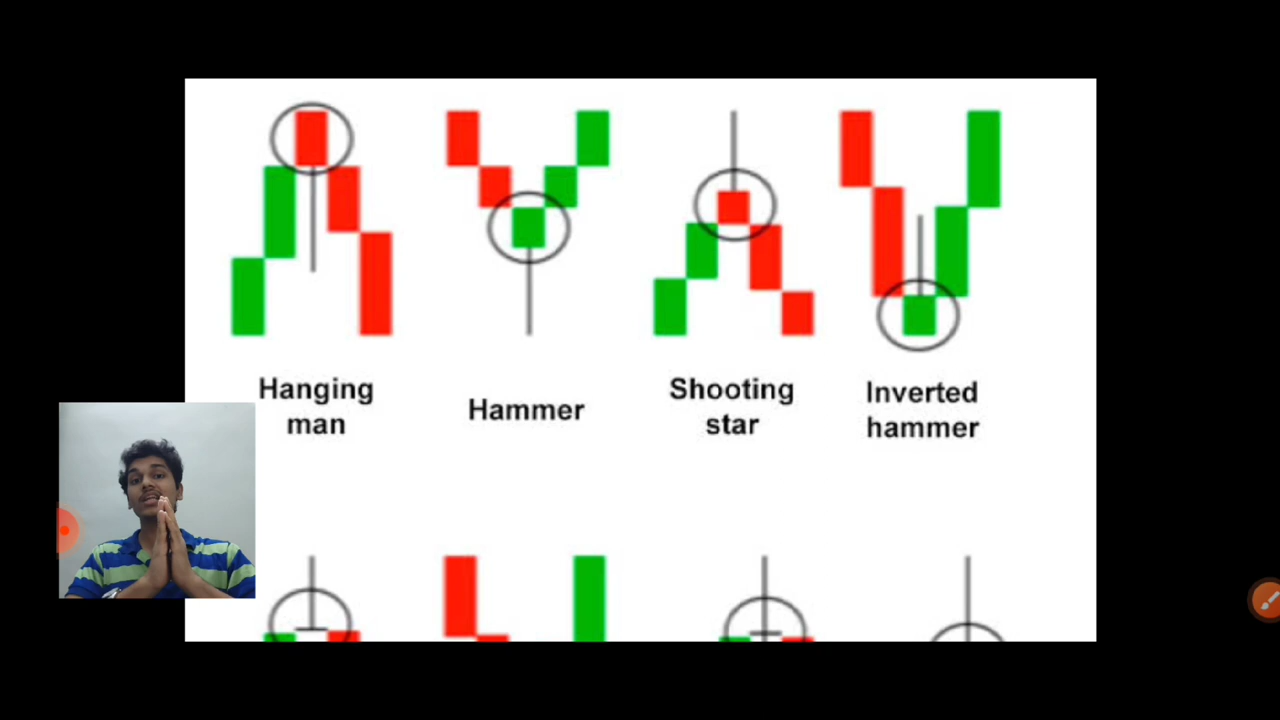 Hanging
man
Hammer
Shooting
star
Inverted
hammer